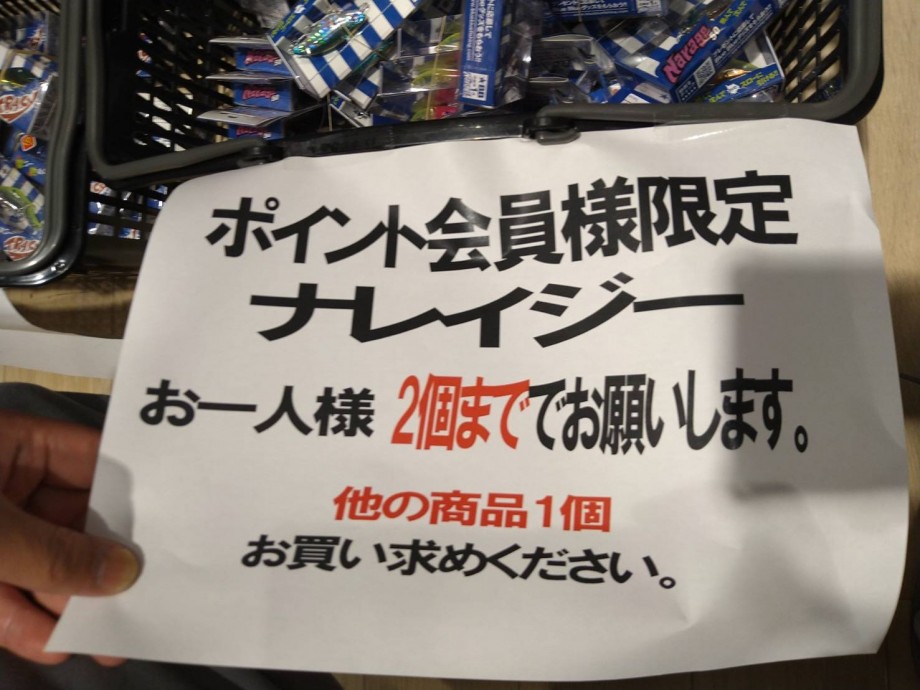 ポイント会員様限定
ナレイジー
お一人様 2個まででお願いします。
他の商品1個
お買い求めください。